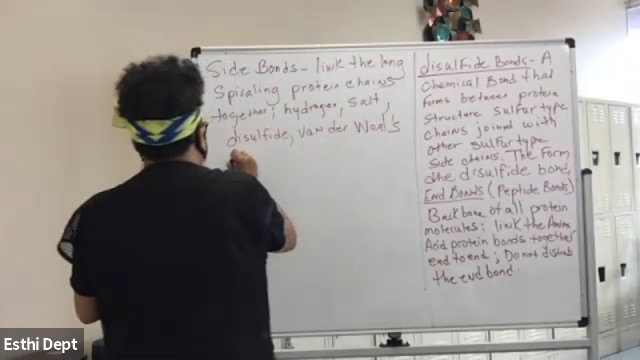 Side Bonds - link the long
Spiraling protein chains
together; hydrogen, salt,
disulfide, Van der Waal's
disulfide Bonds - A
Chemical Bond that
forms between protein
Structure sulfur type
chains joined with
other sulfur type
side chains. The form
the disulfide bond,
End Bonds (Peptide Bonds)
Backbone of all protein
molecules: link the Amino
Acid protein bonds together
end to end; Do not disturb
the end bond.
Esthi Dept